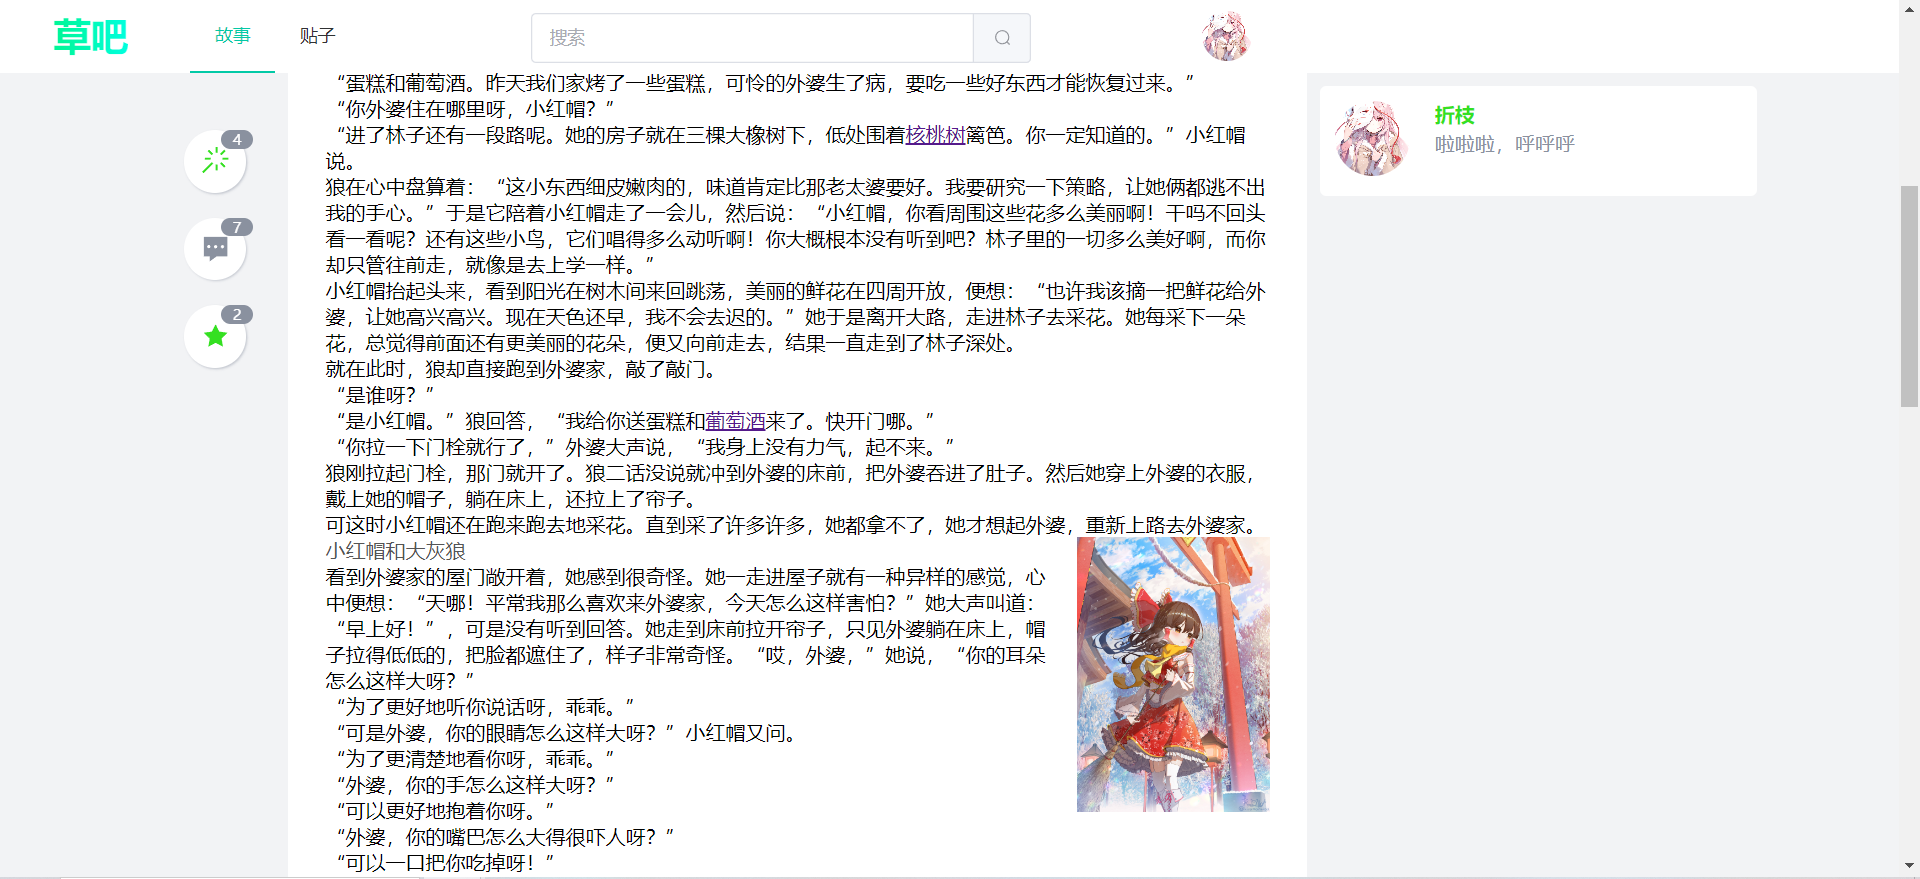 草吧
故事
贴子
搜索
“蛋糕和葡萄酒。昨天我们家烤了一些蛋糕，可怜的外婆生了病，要吃一些好东西才能恢复过来。”
“你外婆住在哪里呀，小红帽？”
“进了林子还有一段路呢。她的房子就在三棵大橡树下，低处围着核桃树篱笆。你一定知道的。”小红帽
说。
狼在心中盘算着：“这小东西细皮嫩肉的，味道肯定比那老太婆要好。我要研究一下策略，让她俩都逃不出
我的手心。”于是它陪着小红帽走了一会儿，然后说：“小红帽，你看周围这些花多么美丽啊！干吗不回头
看一看呢？还有这些小鸟，它们唱得多么动听啊！你大概根本没有听到吧？林子里的一切多么美好啊，而你
却只管往前走，就像是去上学一样。”
小红帽抬起头来，看到阳光在树木间来回跳荡，美丽的鲜花在四周开放，便想：“也许我该摘一把鲜花给外
婆，让她高兴高兴。现在天色还早，我不会去迟的。”她于是离开大路，走进林子去采花。她每采下一朵
花，总觉得前面还有更美丽的花朵，便又向前走去，结果一直走到了林子深处。
就在此时，狼却直接跑到外婆家，敲了敲门。
“是谁呀？”
“是小红帽。”狼回答，“我给你送蛋糕和葡萄酒来了。快开门哪。”
“你拉一下门栓就行了，”外婆大声说，“我身上没有力气，起不来。”
狼刚拉起门栓，那门就开了。狼二话没说就冲到外婆的床前，把外婆吞进了肚子。然后她穿上外婆的衣服，
戴上她的帽子，躺在床上，还拉上了帘子。
可这时小红帽还在跑来跑去地采花。直到采了许多许多，她都拿不了，她才想起外婆，重新上路去外婆家。
小红帽和大灰狼
看到外婆家的屋门敞开着，她感到很奇怪。她一走进屋子就有一种异样的感觉，心
中便想：“天哪！平常我那么喜欢来外婆家，今天怎么这样害怕？”她大声叫道：
“早上好！”，可是没有听到回答。她走到床前拉开帘子，只见外婆躺在床上，帽
子拉得低低的，把脸都遮住了，样子非常奇怪。“哎，外婆，”她说，“你的耳朵
怎么这样大呀？”
“为了更好地听你说话呀，乖乖。”
“可是外婆，你的眼睛怎么这样大呀？”小红帽又问。
“为了更清楚地看你呀，乖乖。”
“外婆，你的手怎么这样大呀？”
“可以更好地抱着你呀。”
“外婆，你的嘴巴怎么大得很吓人呀？”
“可以一口把你吃掉呀！”
4
7
2
折枝
啦啦啦，呼呼呼